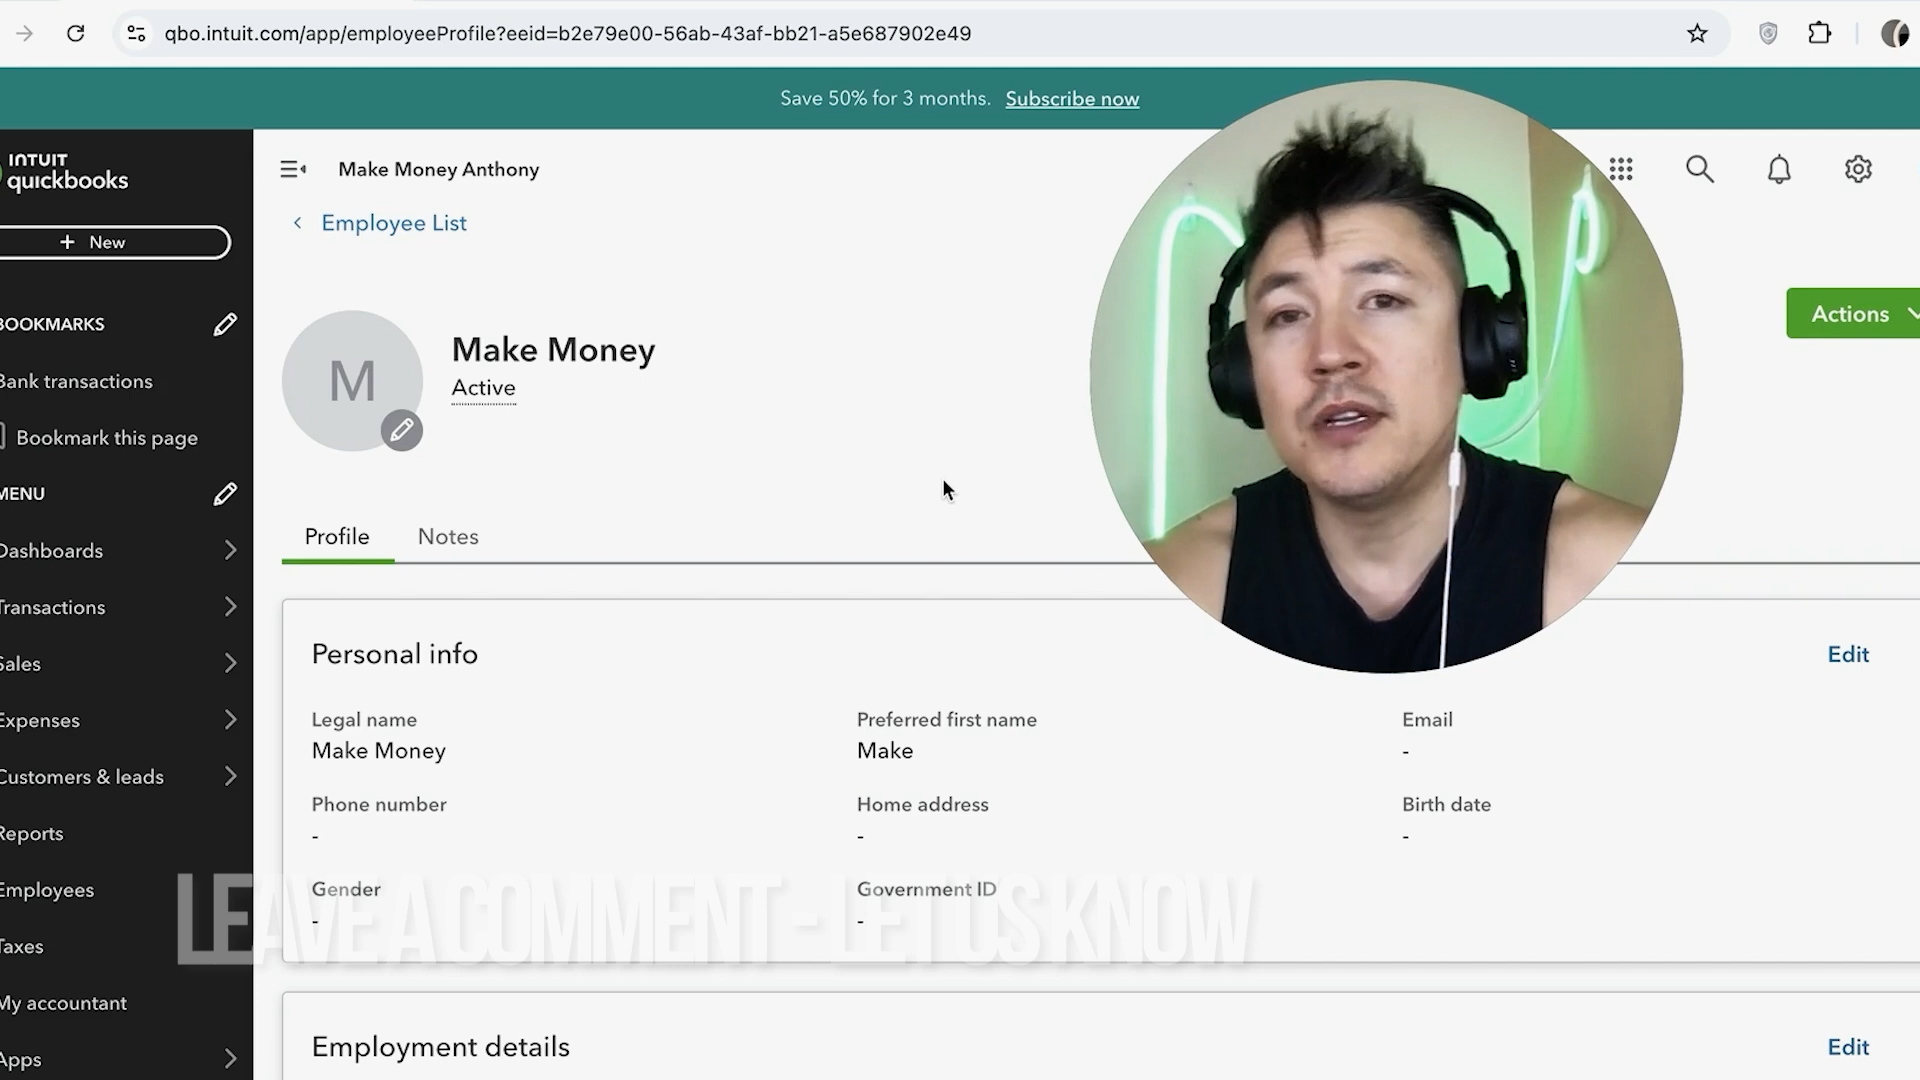 qbo.intuit.com/app/employeeProfile?eeid=b2e79e00-56ab-43af-bb21-a5e687902e49
Save 50% for 3 months. Subscribe now
INTUIT
quickbooks
Make Money Anthony
+ New
Employee List
BOOKMARKS
Bank transactions
Bookmark this page
MENU
Dashboards
Transactions
Sales
Expenses
Customers & leads
Reports
Employees
Taxes
My accountant
Apps
M
Make Money
Active
Actions
Profile
Notes
Personal info
Edit
Legal name
Make Money
Preferred first name
Make
Email
-
Phone number
-
Home address
-
Birth date
-
Gender
-
Government ID
-
LEAVE A COMMENT - LET US KNOW
Employment details
Edit